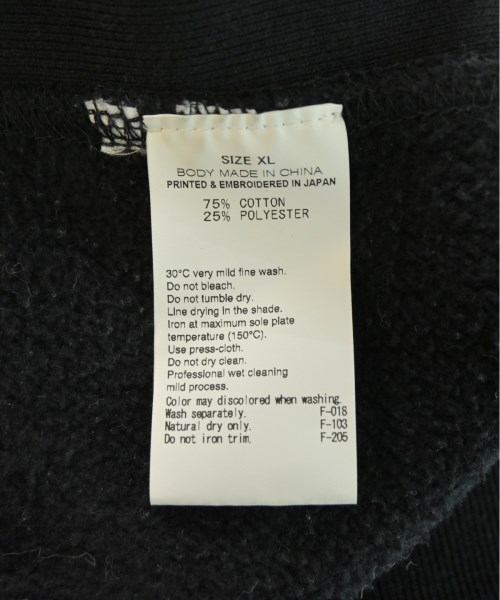 SIZE XL
BODY MADE IN CHINA
PRINTED & EMBROIDERED IN JAPAN
75% COTTON
25% POLYESTER
30°C very mild fine wash.
Do not bleach.
Do not tumble dry.
Line drying in the shade.
Iron at maximum sole plate
temperature (150°C).
Use press-cloth.
Do not dry clean.
Professional wet cleaning
mild process.
Color may discolored when washing.
Wash separately. F-018
Natural dry only. F-103
Do not iron trim. F-205